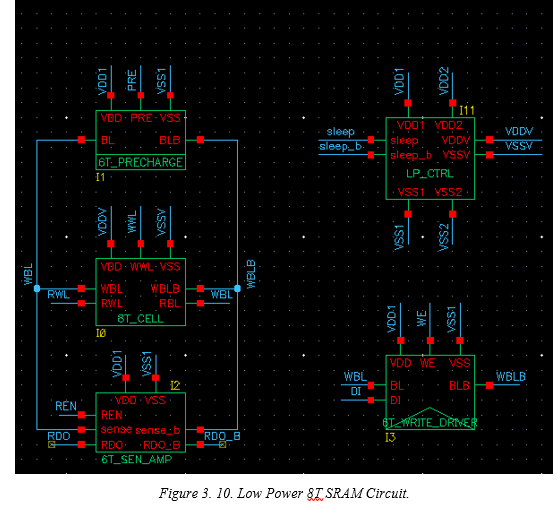 VDD1 PRE VSS1
VDD PRE VSS
BL BLB
6T_PRECHARGE
I1
VDDV WWL VSSV
VDD WWL VSS
WBL WBLB
RWL RWL RBL WBL
8T_CELL
I0
WBL
WBLB
VDD1 VSS1
I2
VDD VSS
REN REN
sense sense_b
RDO RDO RDO_B RDO_B
6T_SEN_AMP
VDD1 VDD2
I11
VDD1 VDD2
sleep sleep VDDV VDDV
sleep_b sleep_b VSSV VSSV
LP_CTRL
VSS1 VSS2
VSS1 VSS2
VDD1 WE VSS1
VDD WE VSS
WBL BL BLB WBLB
DI DI
6T_WRITE_DRIVER
I3
Figure 3. 10. Low Power 8T SRAM Circuit.